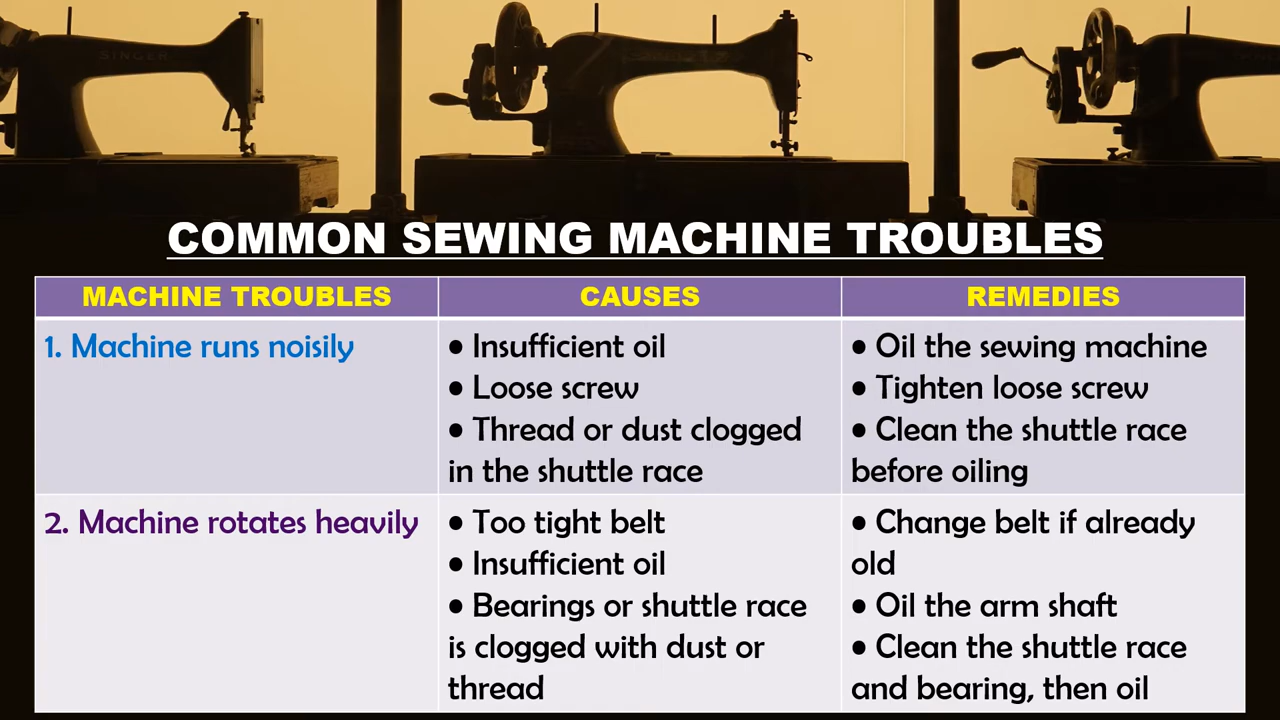 SINGER
COMMON SEWING MACHINE TROUBLES
MACHINE TROUBLES
CAUSES
REMEDIES
1. Machine runs noisily
• Insufficient oil
• Loose screw
• Thread or dust clogged
in the shuttle race
• Oil the sewing machine
• Tighten loose screw
• Clean the shuttle race
before oiling
2. Machine rotates heavily
• Too tight belt
• Insufficient oil
• Bearings or shuttle race
is clogged with dust or
thread
• Change belt if already
old
• Oil the arm shaft
• Clean the shuttle race
and bearing, then oil